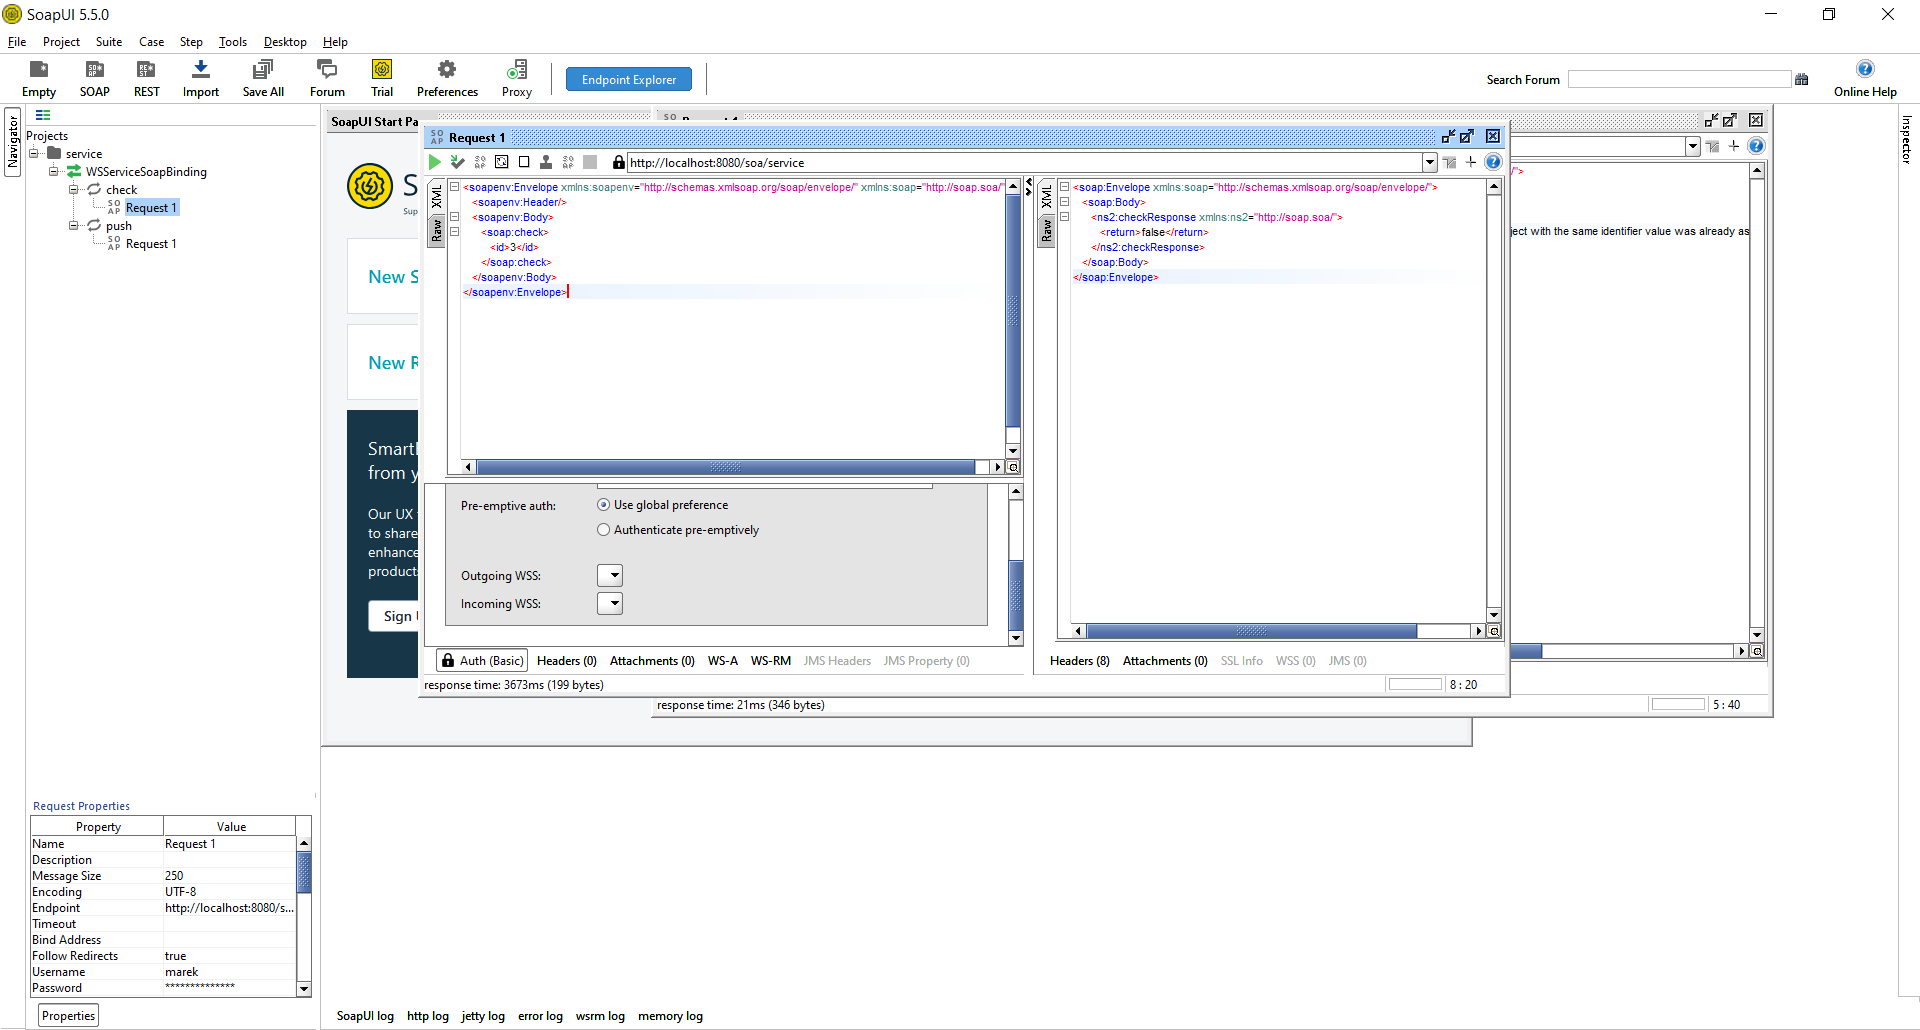 SoapUI 5.5.0
File Project Suite Case Step Tools Desktop Help
Empty SOAP REST Import Save All Forum Trial Preferences Proxy
Endpoint Explorer
Search Forum
Online Help
Navigator
Projects
service
WSServiceSoapBinding
check
Request 1
push
Request 1
SoapUI Start Pa
Request 1
http://localhost:8080/soa/service
XML
Raw
<soapenv:Envelope xmlns:soapenv="http://schemas.xmlsoap.org/soap/envelope/" xmlns:soap="http://soap.soa/"
<soapenv:Header/>
<soapenv:Body>
<soap:check>
<id>3</id>
</soap:check>
</soapenv:Body>
</soapenv:Envelope>
XML
Raw
<soap:Envelope xmlns:soap="http://schemas.xmlsoap.org/soap/envelope/">
<soap:Body>
<ns2:checkResponse xmlns:ns2="http://soap.soa/">
<return>false</return>
</ns2:checkResponse>
</soap:Body>
</soap:Envelope>
/">
ject with the same identifier value was already as
Inspector
S
Sup
New S
New R
Smart
from y
Our UX
to share
enhance
product
Sign
Pre-emptive auth:
Use global preference
Authenticate pre-emptively
Outgoing WSS:
Incoming WSS:
Auth (Basic) Headers (0) Attachments (0) WS-A WS-RM JMS Headers JMS Property (0)
Headers (8) Attachments (0) SSL Info WSS (0) JMS (0)
response time: 3673ms (199 bytes)
8 : 20
response time: 21ms (346 bytes)
5 : 40
Request Properties
Property Value
Name Request 1
Description
Message Size 250
Encoding UTF-8
Endpoint http://localhost:8080/s...
Timeout
Bind Address
Follow Redirects true
Username marek
Password **************
Properties
SoapUI log http log jetty log error log wsrm log memory log